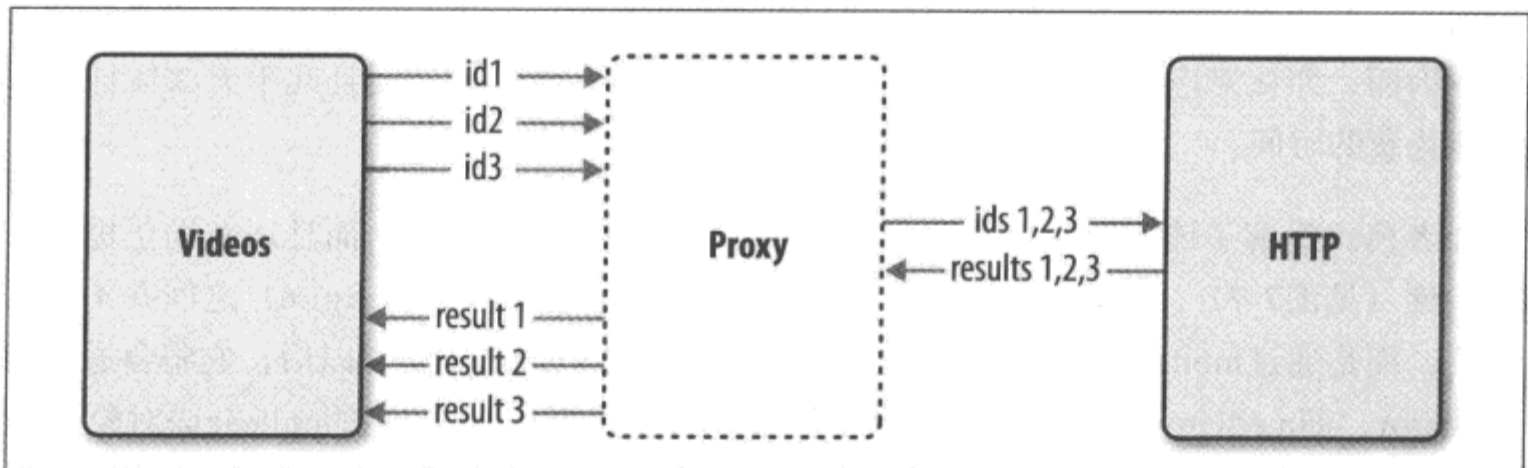 id1
id2
id3
Videos
Proxy
ids 1,2,3
results 1,2,3
HTTP
result 1
result 2
result 3